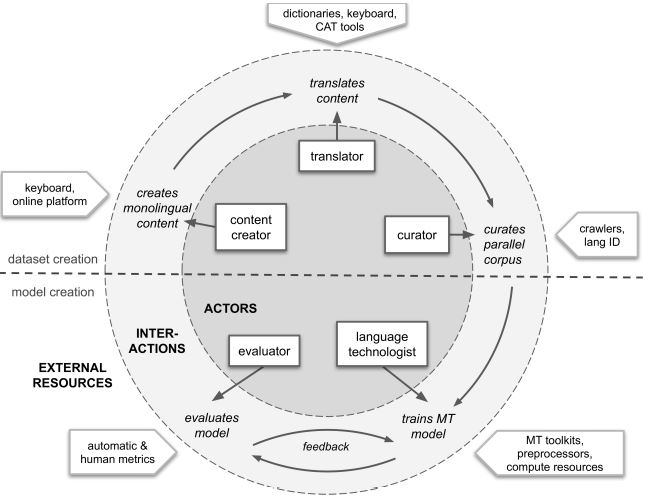 dictionaries, keyboard,
CAT tools
translates
content
translator
keyboard,
online platform
creates
monolingual
content
content
creator
curator
curates
parallel
corpus
crawlers,
lang ID
dataset creation
model creation
ACTORS
INTER-
ACTIONS
EXTERNAL
RESOURCES
evaluator
language
technologist
evaluates
model
feedback
trains MT
model
automatic &
human metrics
MT toolkits,
preprocessors,
compute resources